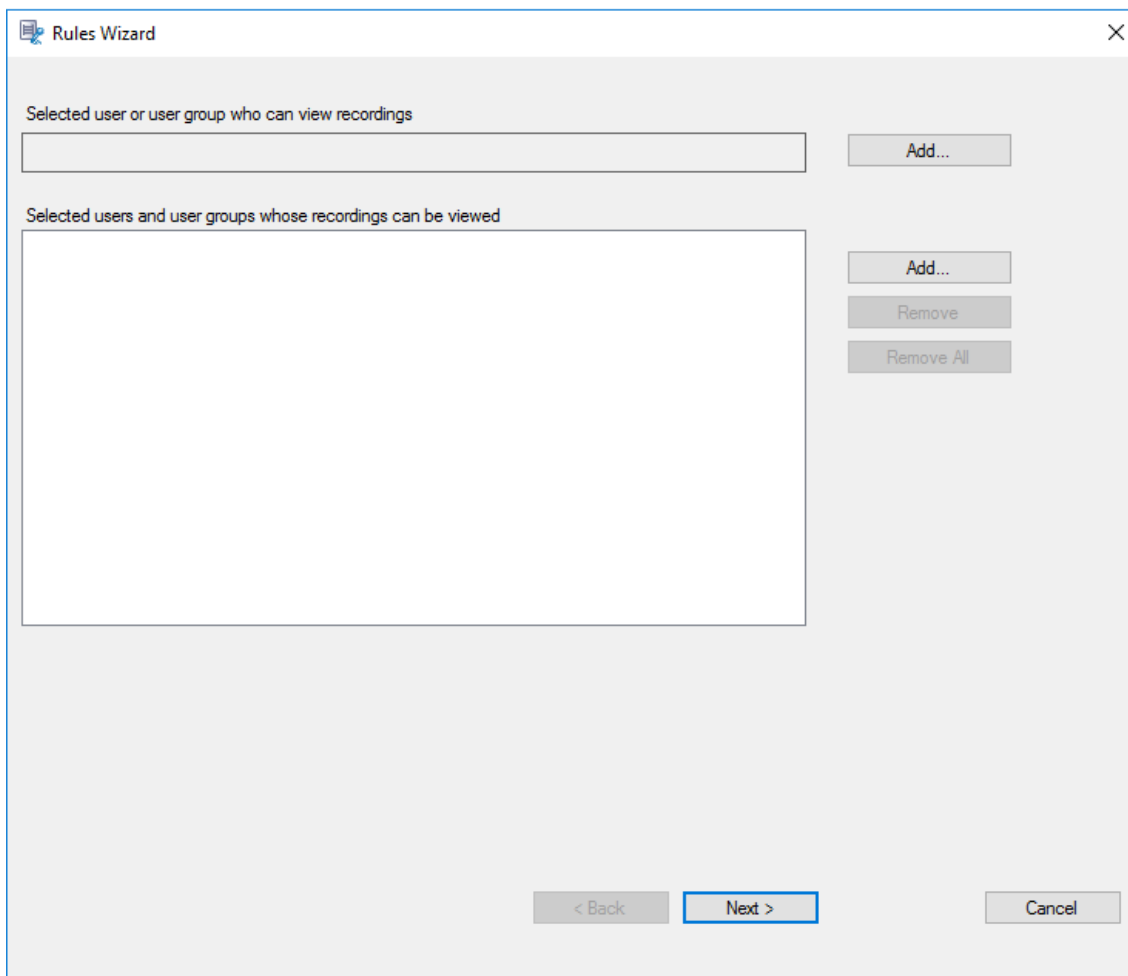 Rules Wizard
Selected user or user group who can view recordings
Add...
Selected users and user groups whose recordings can be viewed
Add...
Remove
Remove All
< Back
Next >
Cancel